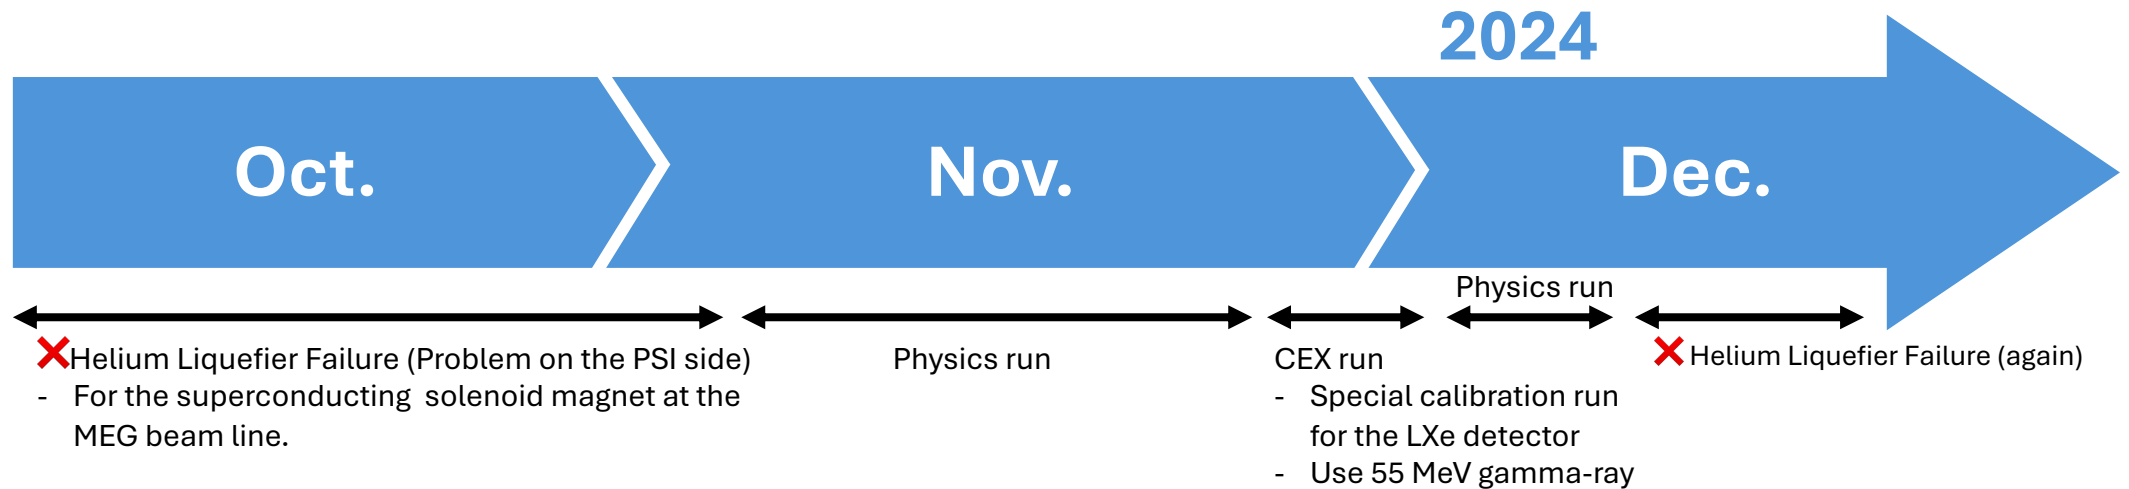 2024
Oct.
Nov.
Dec.
Physics run
❌Helium Liquefier Failure (Problem on the PSI side)
- For the superconducting solenoid magnet at the
MEG beam line.
Physics run
CEX run
- Special calibration run
for the LXe detector
- Use 55 MeV gamma-ray
❌ Helium Liquefier Failure (again)